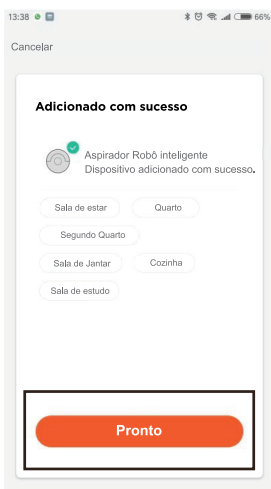 13:38 66%
Cancelar
Adicionado com sucesso
Aspirador Robô inteligente
Dispositivo adicionado com sucesso.
Sala de estar Quarto
Segundo Quarto
Sala de Jantar Cozinha
Sala de estudo
Pronto